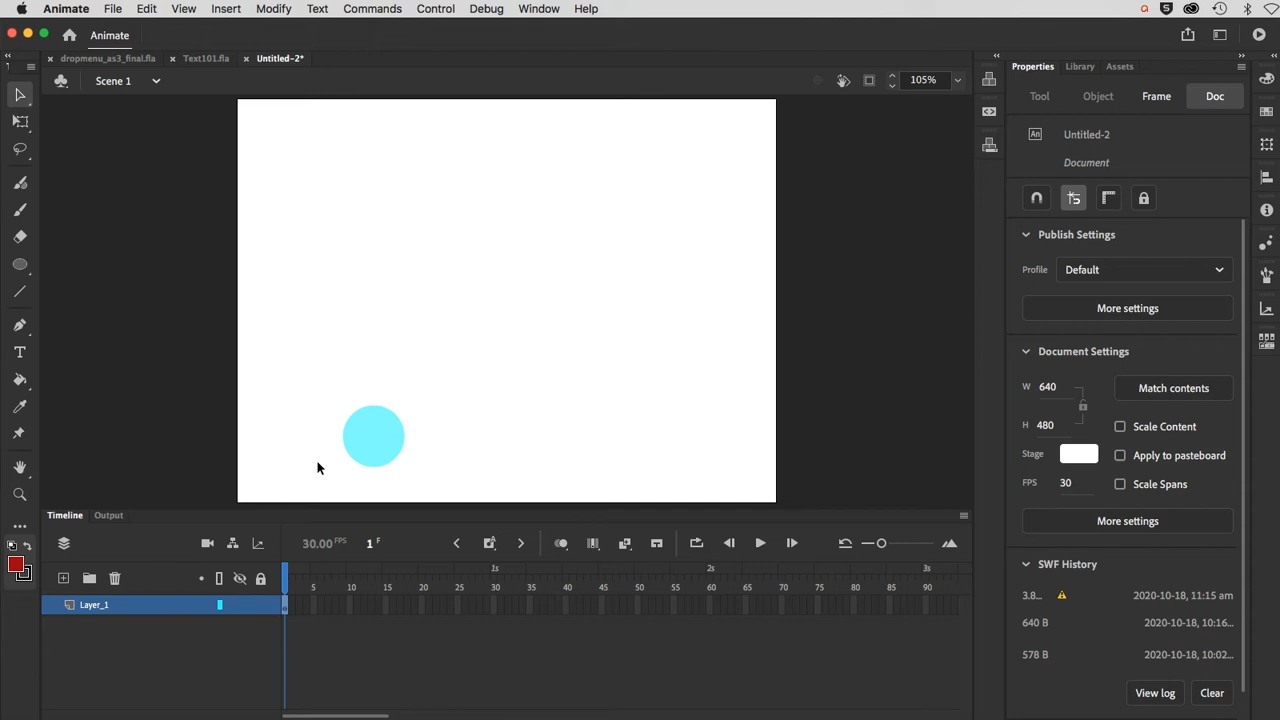 Animate File Edit View Insert Modify Text Commands Control Debug Window Help
Animate
dropmenu_as3_final.fla Text101.fla Untitled-2*
Scene 1 105%
Properties Library Assets
Tool Object Frame Doc
An Untitled-2
Document
Publish Settings
Profile Default
More settings
Document Settings
W 640 Match contents
H 480 Scale Content
Stage Apply to pasteboard
FPS 30 Scale Spans
More settings
SWF History
3.8... 2020-10-18, 11:15 am
640 B 2020-10-18, 10:16...
578 B 2020-10-18, 10:02...
View log Clear
Timeline Output
30.00 FPS 1 F
1s 2s 3s
5 10 15 20 25 30 35 40 45 50 55 60 65 70 75 80 85 90
Layer_1